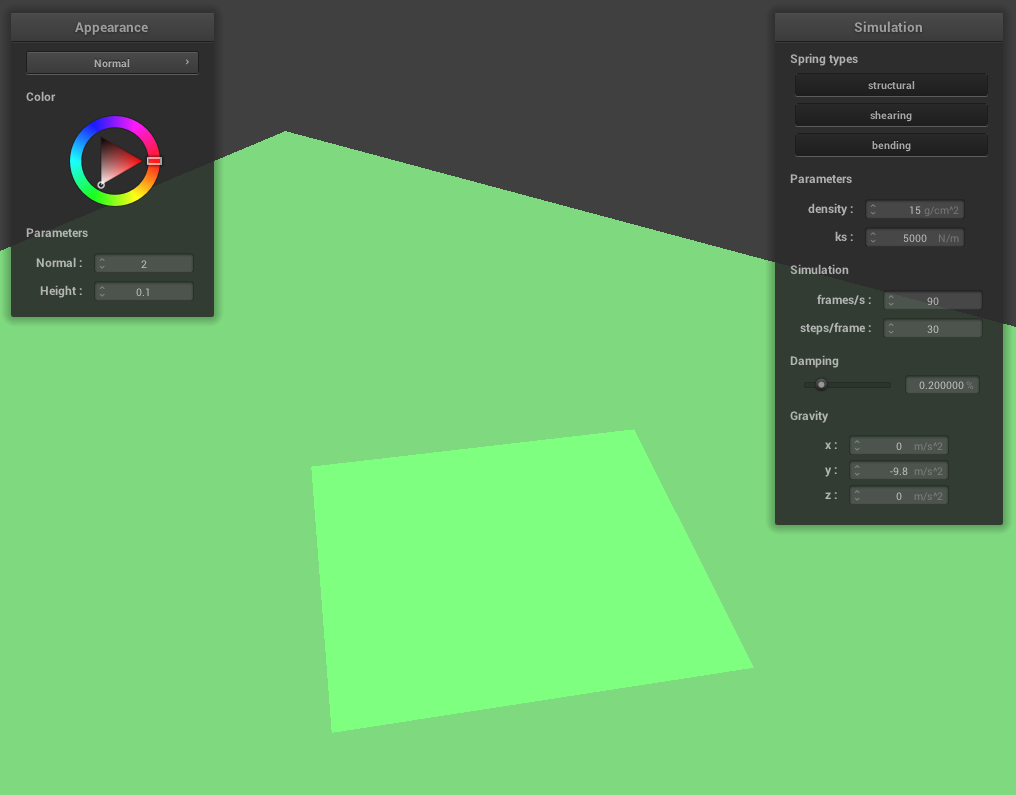 Appearance
Normal
Color
Parameters
Normal : 2
Height : 0.1
Simulation
Spring types
structural
shearing
bending
Parameters
density : 15 g/cm^2
ks : 5000 N/m
Simulation
frames/s : 90
steps/frame : 30
Damping
0.200000 %
Gravity
x : 0 m/s^2
y : -9.8 m/s^2
z : 0 m/s^2